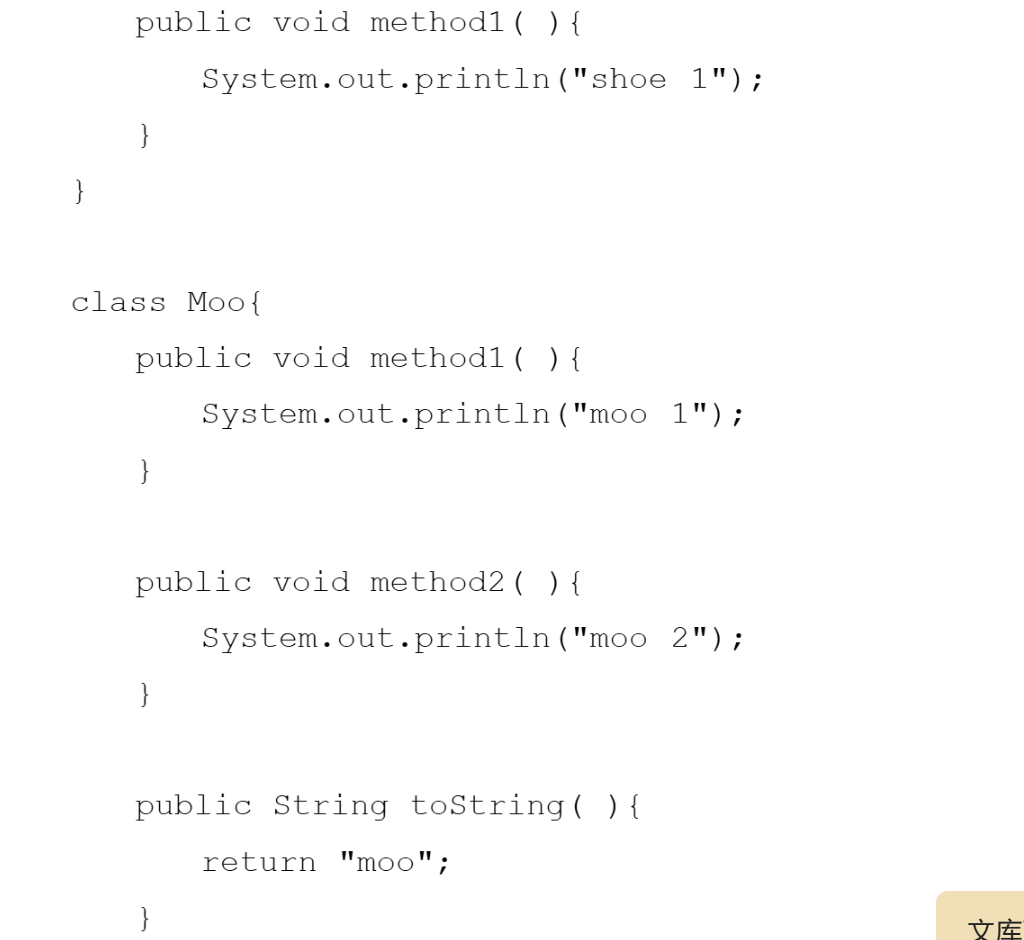 public void method1( ){
System.out.println("shoe 1");
}
}
class Moo{
public void method1( ){
System.out.println("moo 1");
}
public void method2( ){
System.out.println("moo 2");
}
public String toString( ){
return "moo";
}
文库